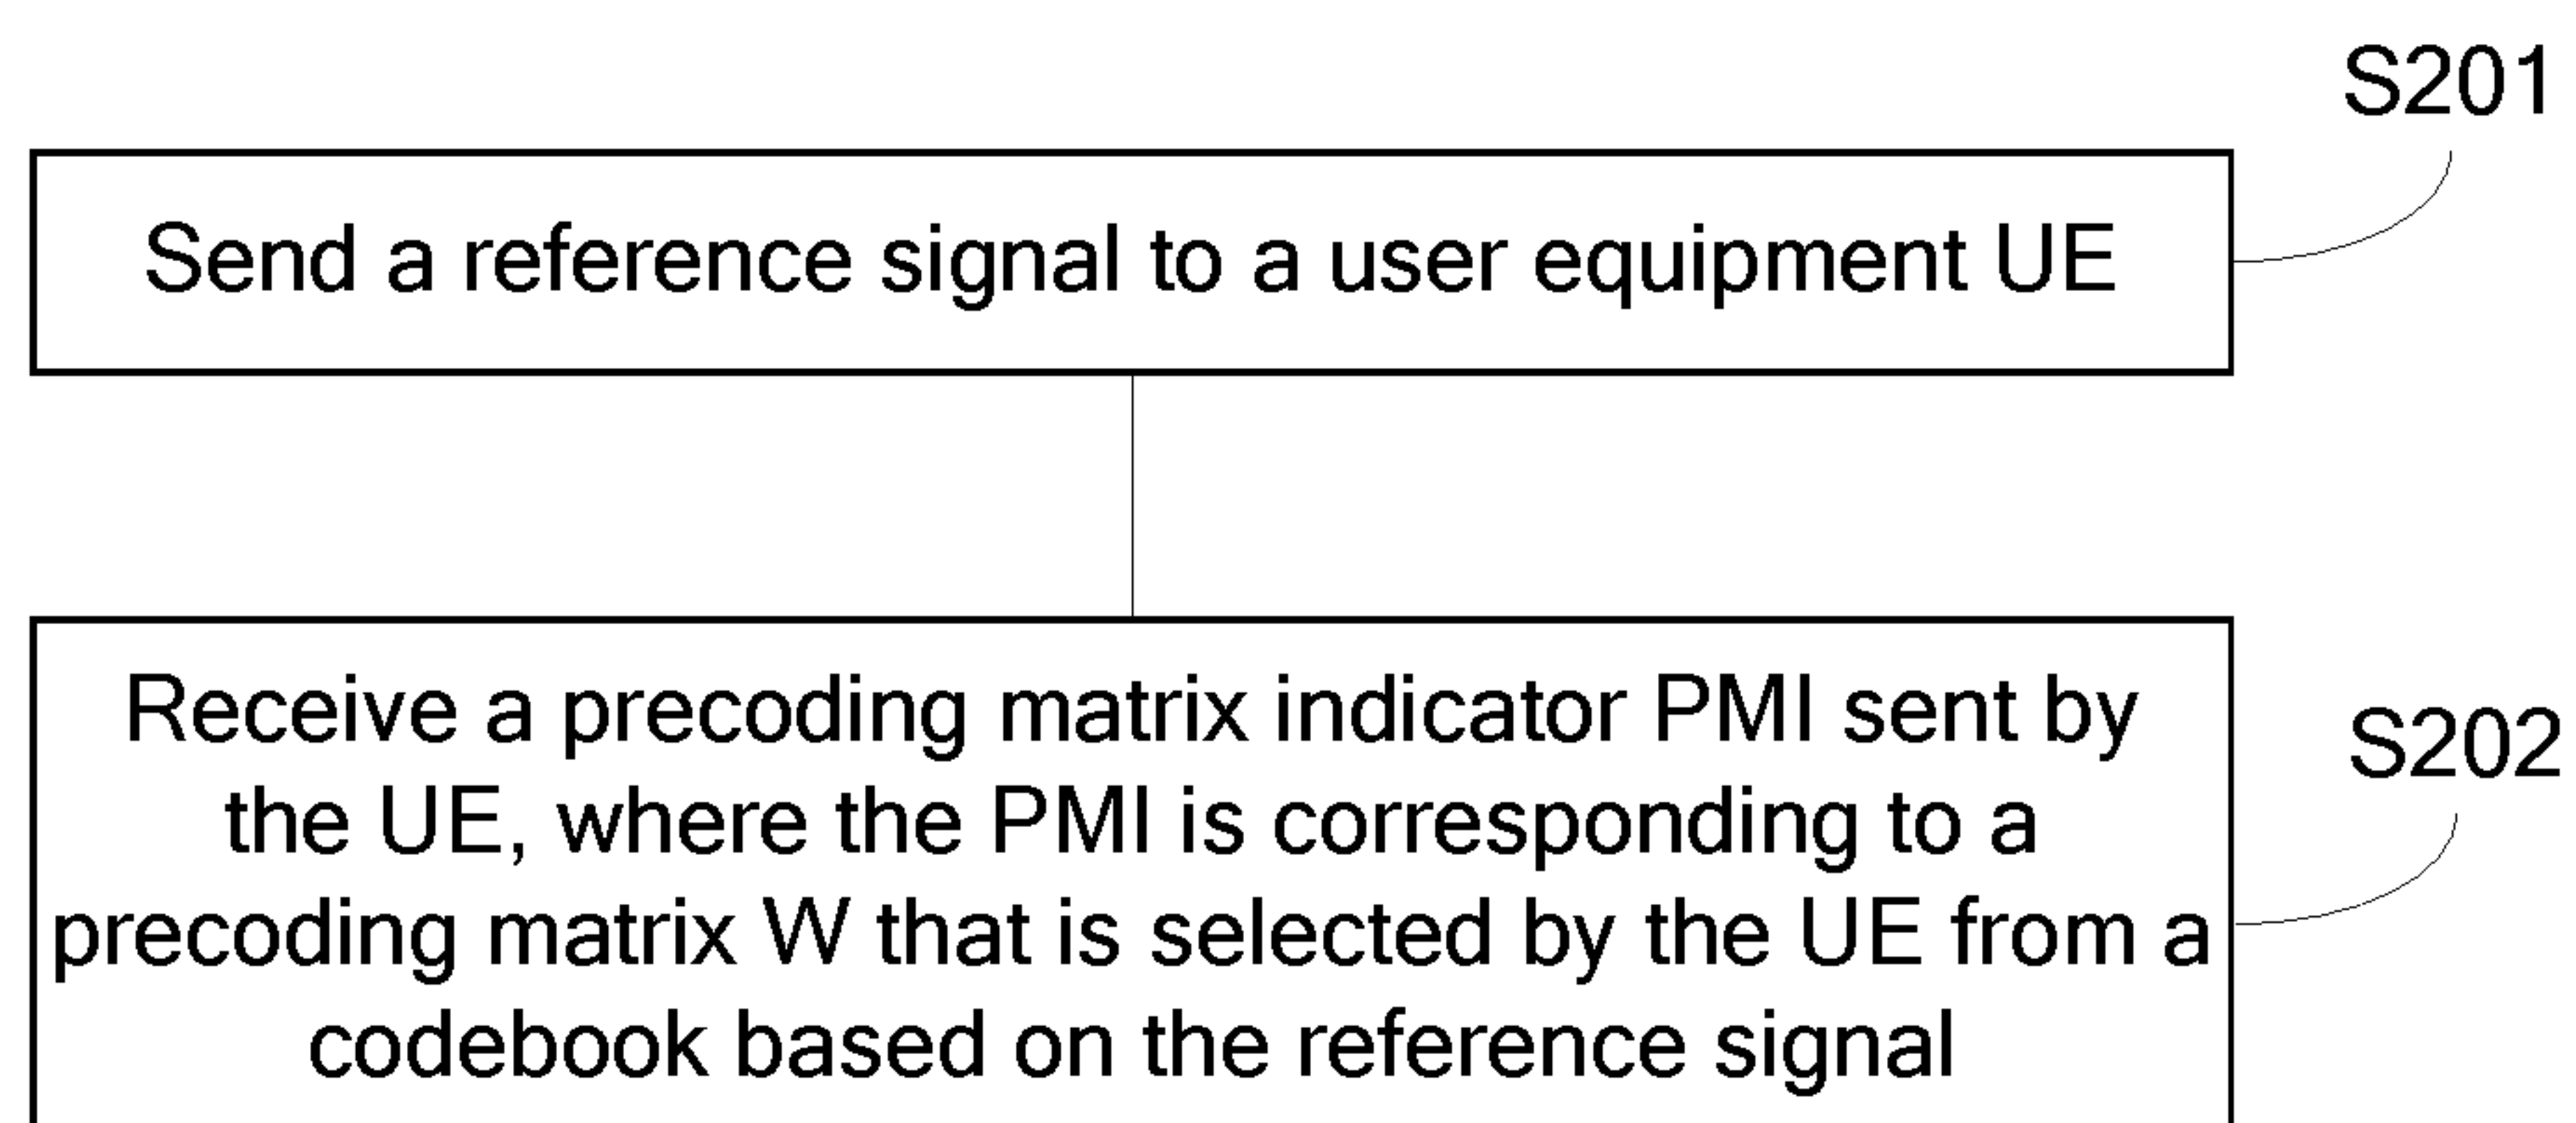 S201
Send a reference signal to a user equipment UE
Receive a precoding matrix indicator PMI sent by
the UE, where the PMI is corresponding to a
S202
precoding matrix W that is selected by the UE from a
codebook based on the reference signal